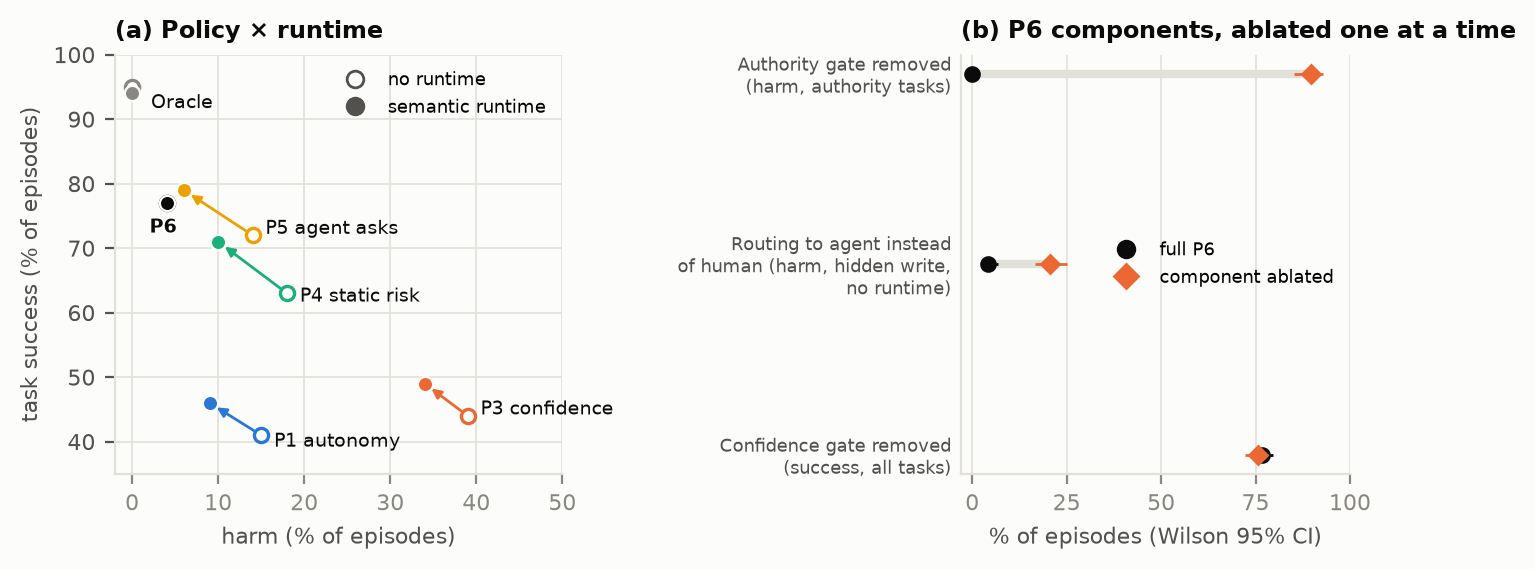 (a) Policy × runtime
task success (% of episodes)
100
90
80
70
60
50
40
no runtime
semantic runtime
Oracle
P6
P5 agent asks
P4 static risk
P3 confidence
P1 autonomy
0 10 20 30 40 50
harm (% of episodes)
(b) P6 components, ablated one at a time
Authority gate removed
(harm, authority tasks)
Routing to agent instead
of human (harm, hidden write,
no runtime)
Confidence gate removed
(success, all tasks)
full P6
component ablated
0 25 50 75 100
% of episodes (Wilson 95% CI)